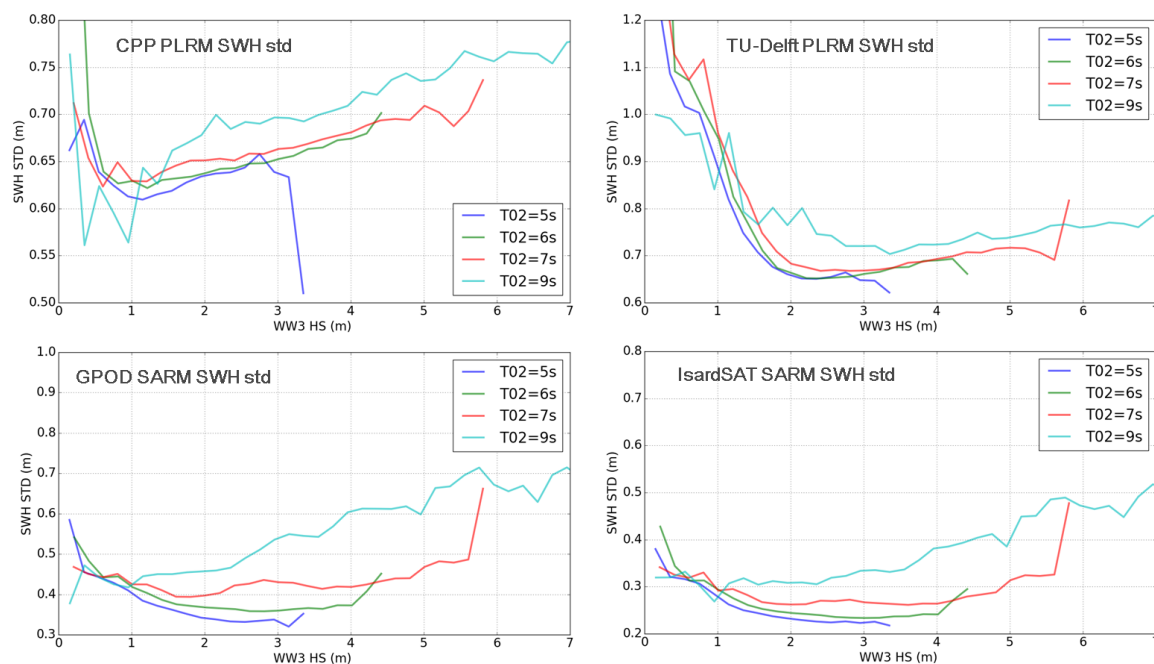 CPP PLRM SWH std
SWH STD (m)
0.80
0.75
0.70
0.65
0.60
0.55
0.50
T02=5s
T02=6s
T02=7s
T02=9s
0 1 2 3 4 5 6 7
WW3 HS (m)
TU-Delft PLRM SWH std
SWH STD (m)
1.2
1.1
1.0
0.9
0.8
0.7
0.6
T02=5s
T02=6s
T02=7s
T02=9s
0 1 2 3 4 5 6 7
WW3 HS (m)
GPOD SARM SWH std
SWH STD (m)
1.0
0.9
0.8
0.7
0.6
0.5
0.4
0.3
T02=5s
T02=6s
T02=7s
T02=9s
0 1 2 3 4 5 6 7
WW3 HS (m)
IsardSAT SARM SWH std
SWH STD (m)
0.8
0.7
0.6
0.5
0.4
0.3
0.2
T02=5s
T02=6s
T02=7s
T02=9s
0 1 2 3 4 5 6 7
WW3 HS (m)